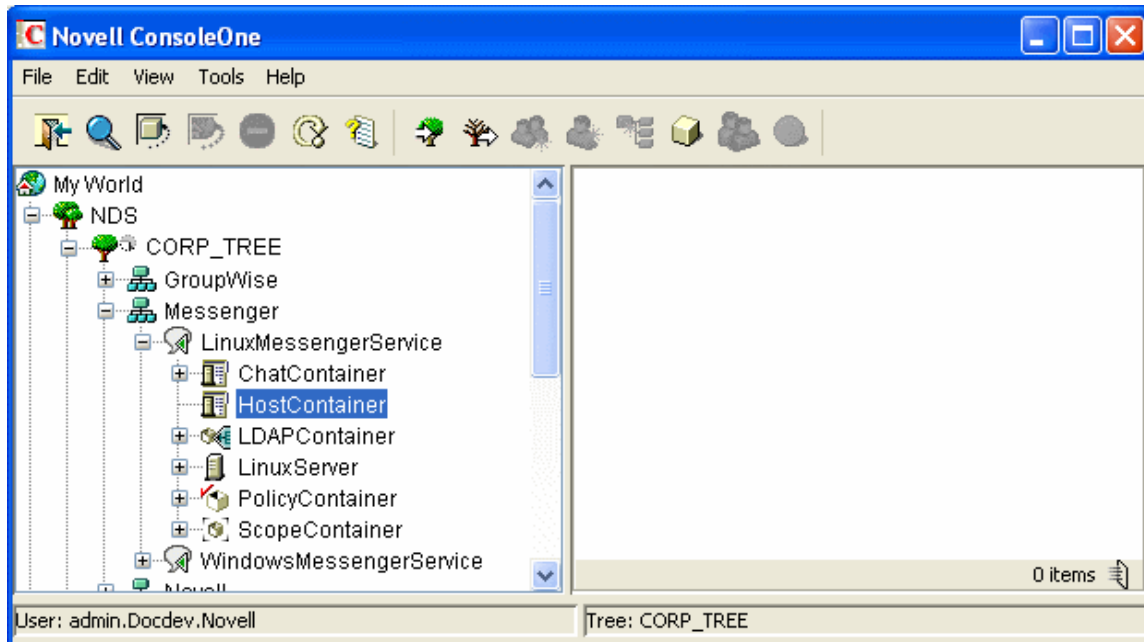 Novell ConsoleOne
File Edit View Tools Help
My World
NDS
CORP_TREE
GroupWise
Messenger
LinuxMessengerService
ChatContainer
HostContainer
LDAPContainer
LinuxServer
PolicyContainer
ScopeContainer
WindowsMessengerService
Novell
0 items
User: admin.Docdev.Novell
Tree: CORP_TREE